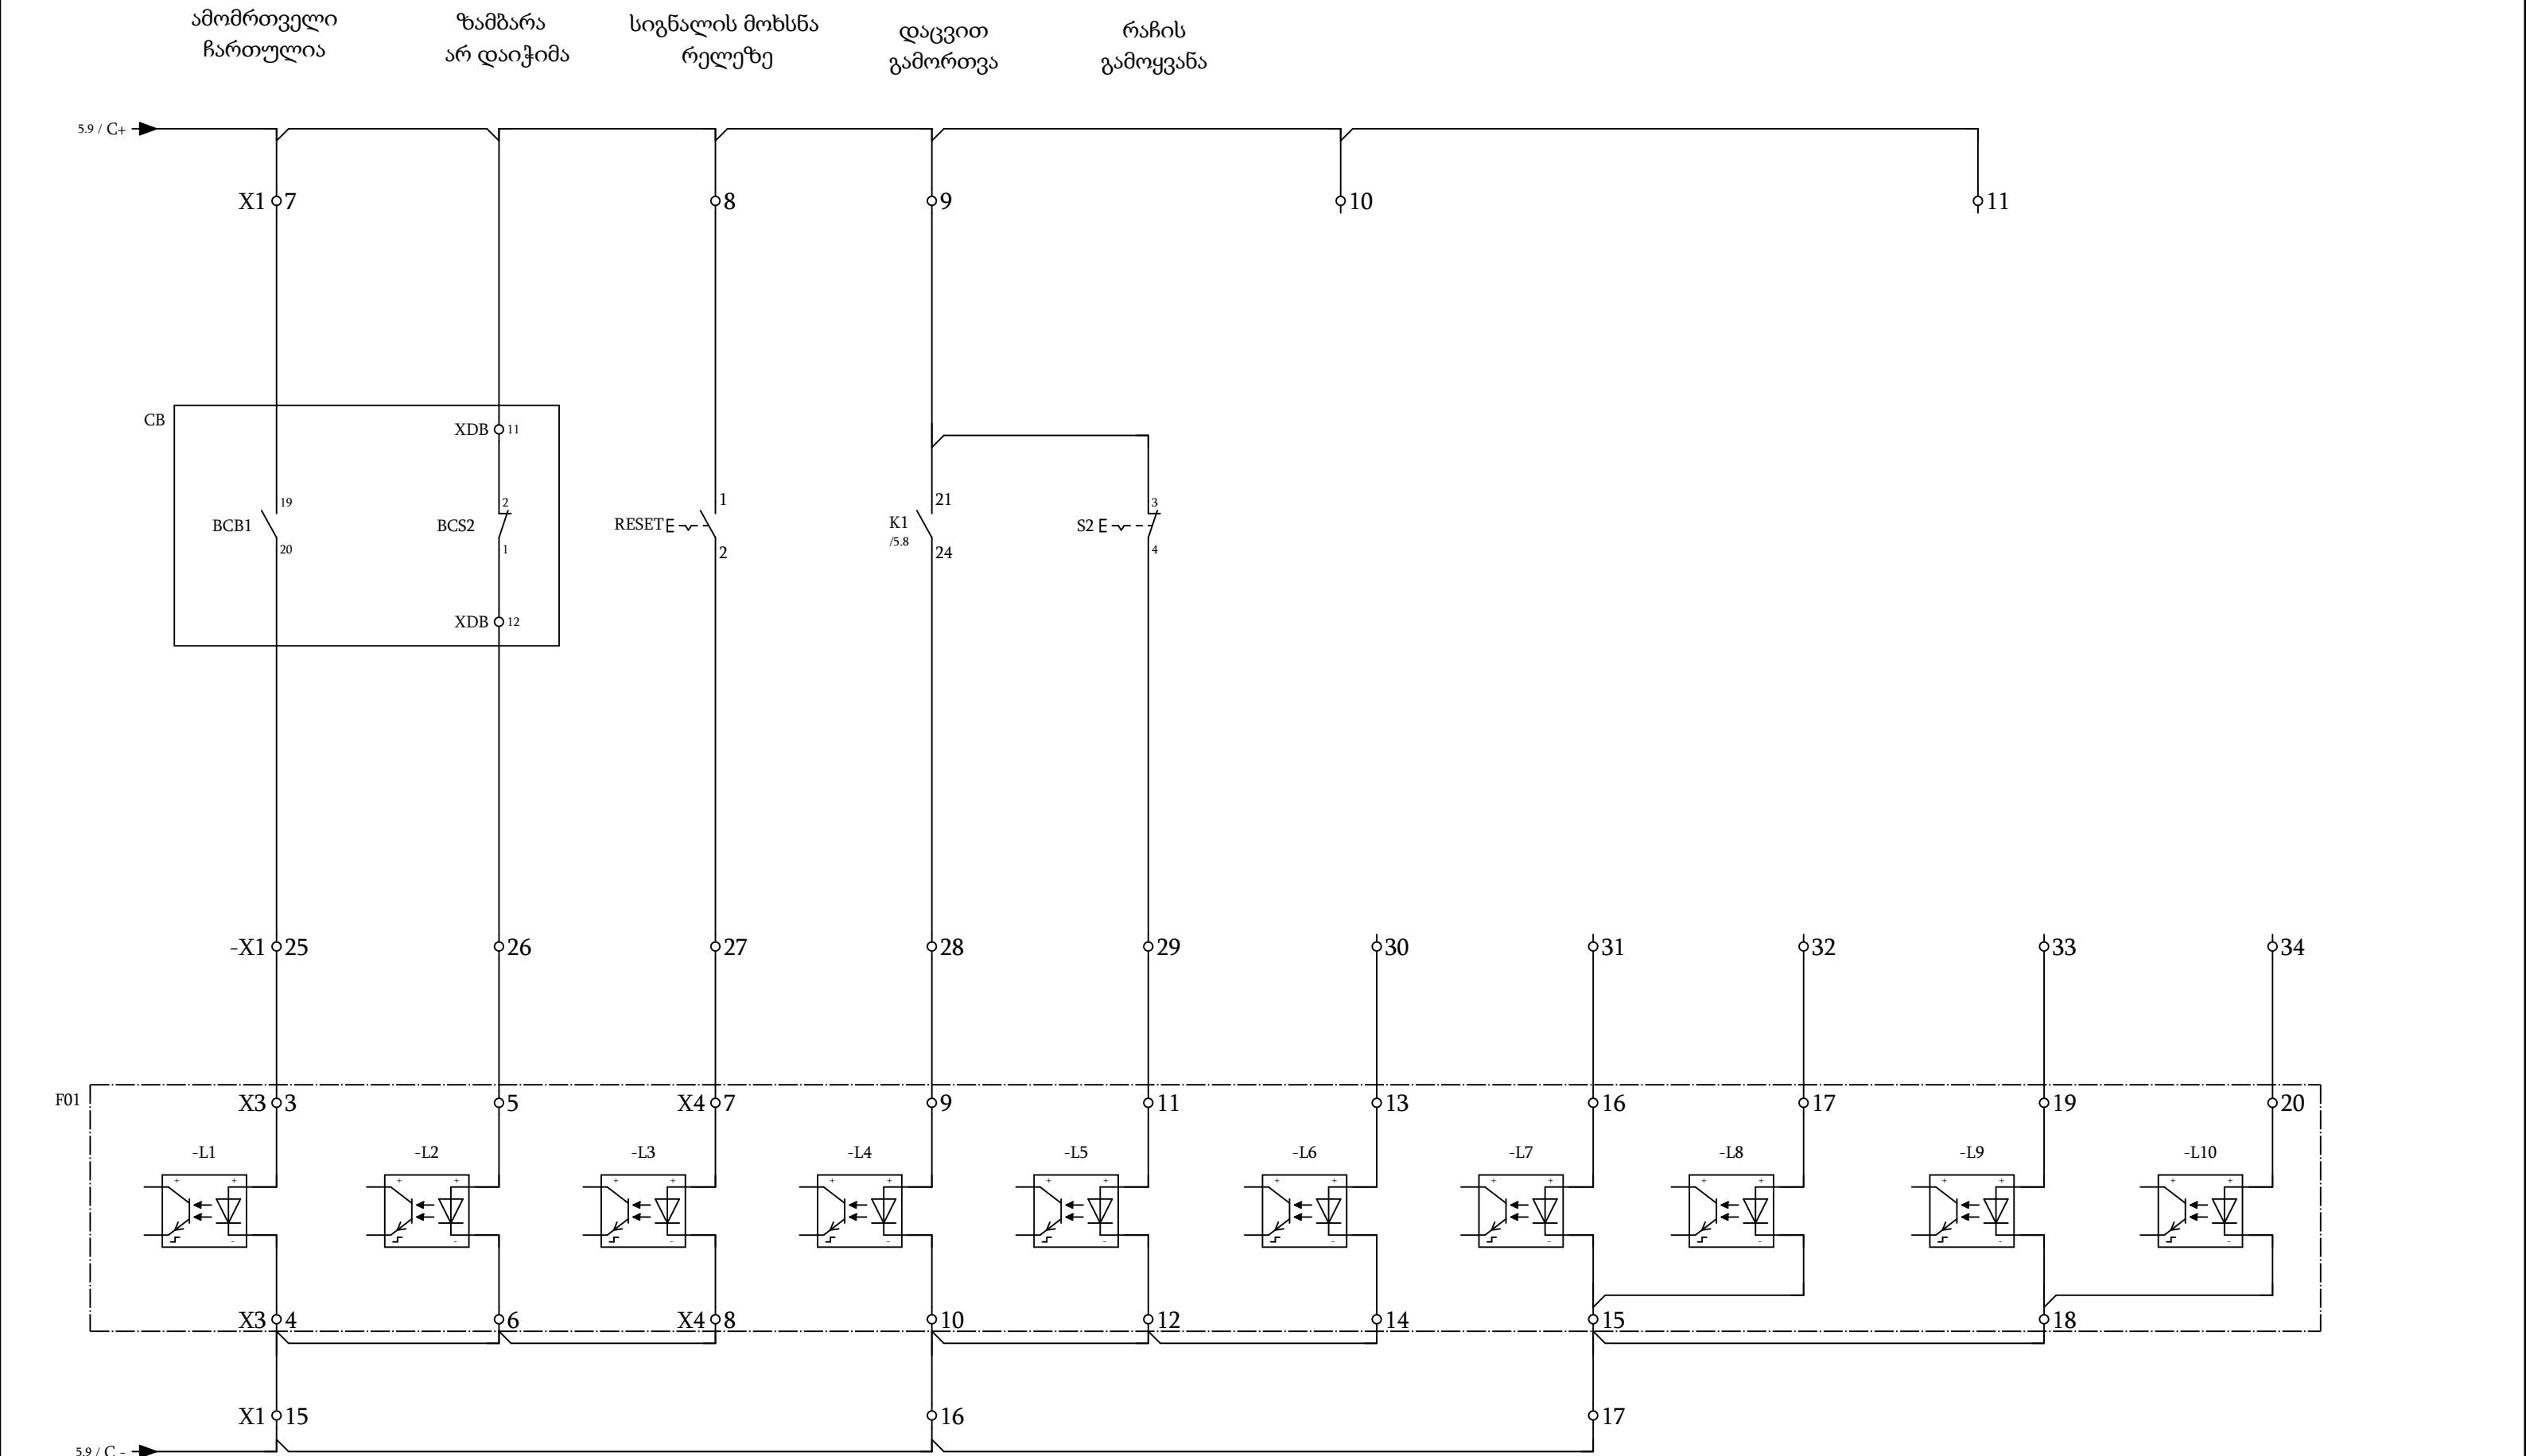 ამომრთველი
ჩართულია
ზამბარა
არ დაიჭიმა
სიგნალის მოხსნა
რელეზე
დაცვით
გამორთვა
რაჩის
გამოყვანა
5.9 / C+
X1 7
8
9
10
11
CB
XDB 11
19
BCB1
20
2
BCS2
1
XDB 12
1
RESET
2
21
K1
/5.8
24
3
S2
4
-X1 25
26
27
28
29
30
31
32
33
34
F01
X3 3
5
X4 7
9
11
13
16
17
19
20
-L1
-L2
-L3
-L4
-L5
-L6
-L7
-L8
-L9
-L10
+ + + + + + + + + + + + + + + + + + + +
- - - - - - - - - -
X3 4
6
X4 8
10
12
14
15
18
X1 15
16
17
5.9 / C -